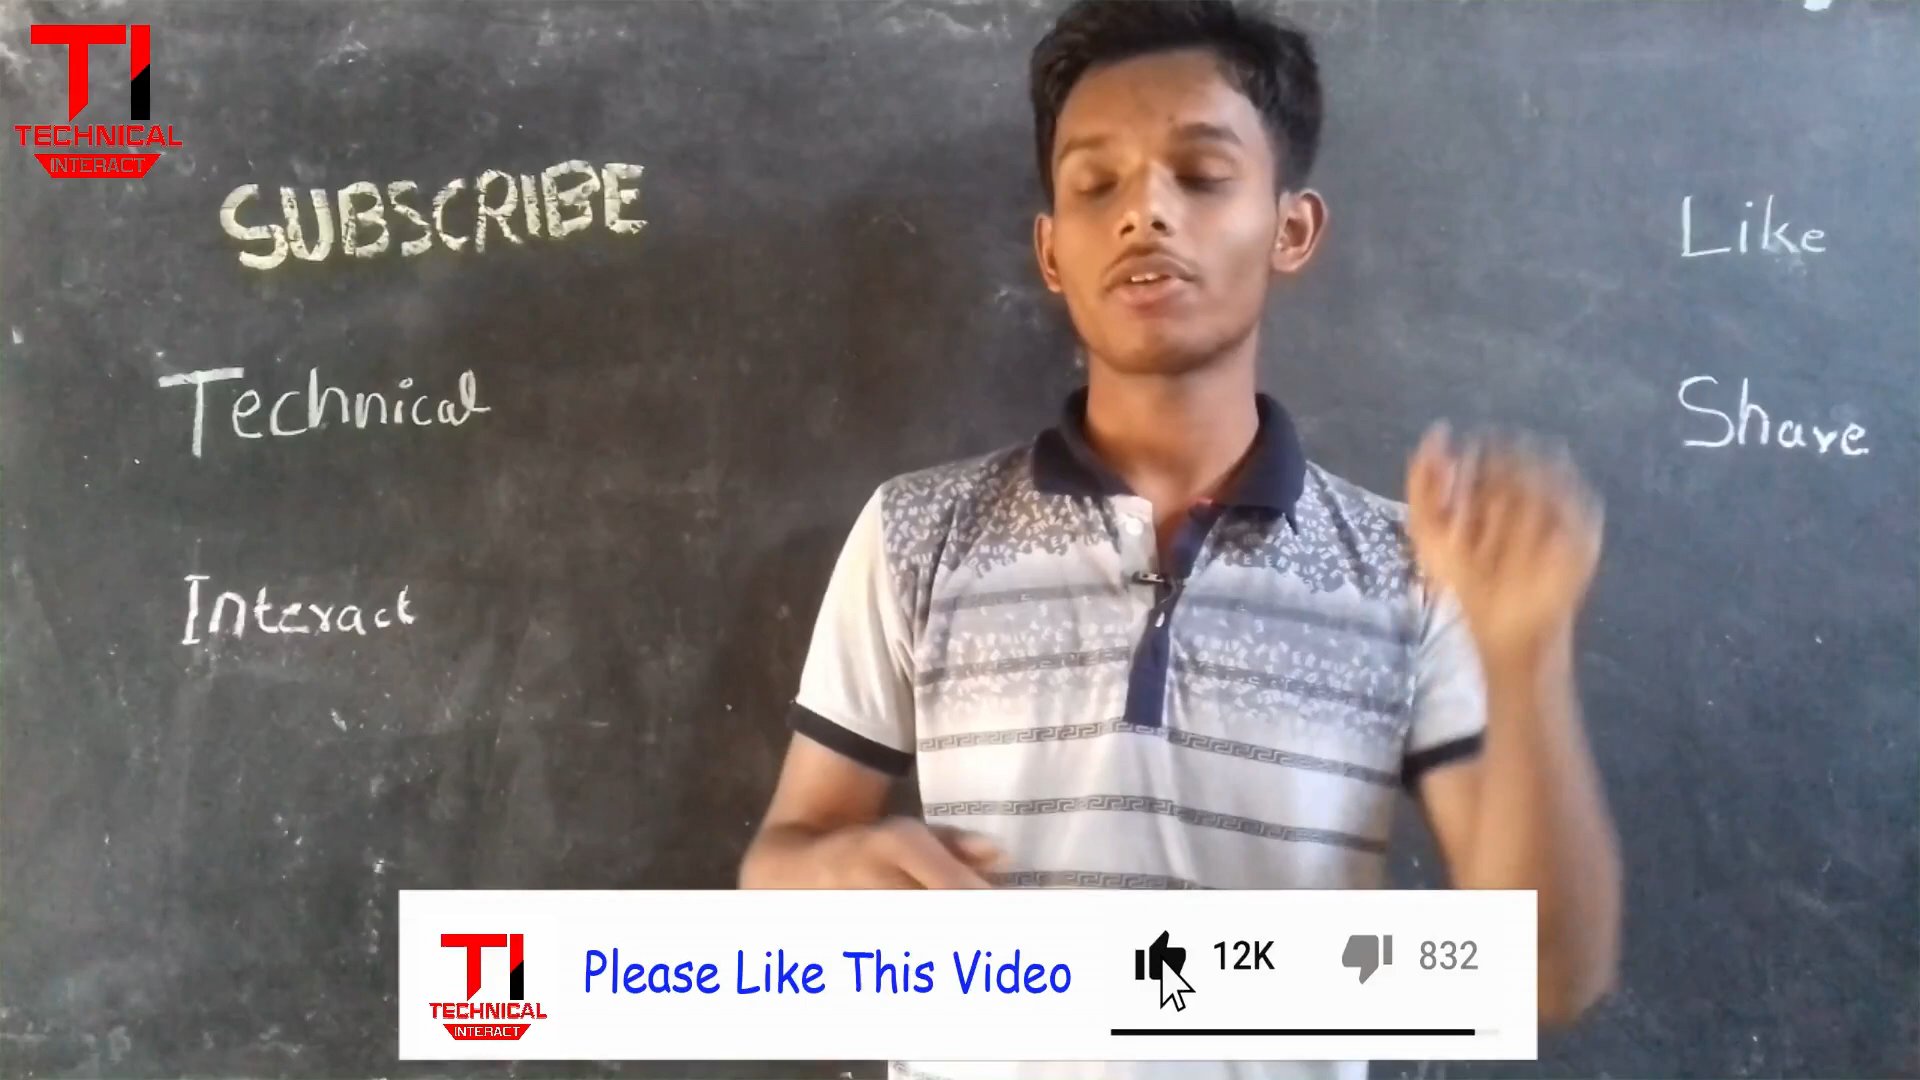 TI
TECHNICAL
INTERACT
SUBSCRIBE
Technical
Interact
Like
Share
TI
TECHNICAL
INTERACT
Please Like This Video
12K
832